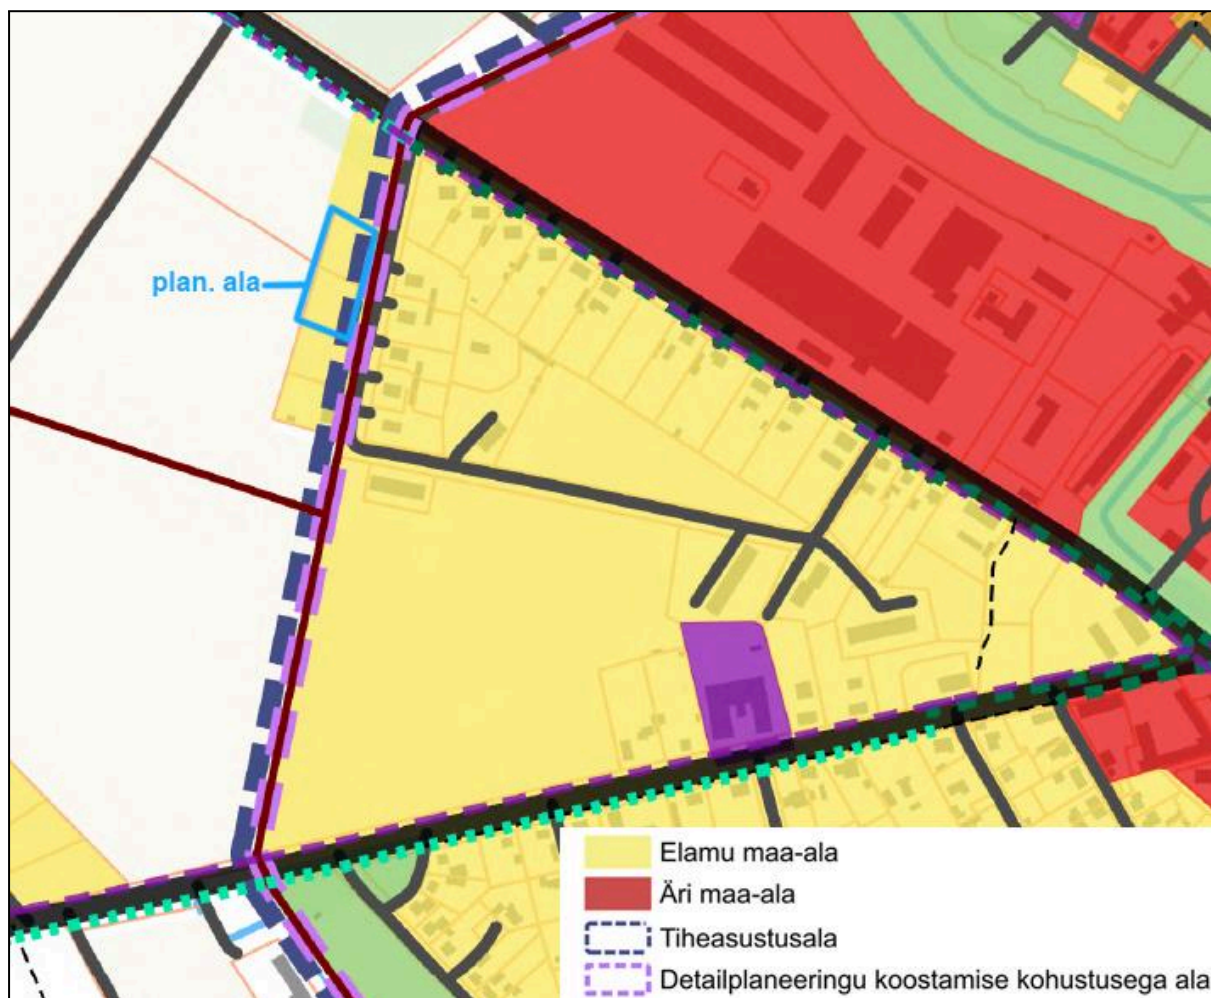 plan. ala
Elamu maa-ala
Äri maa-ala
Tiheasustusala
Detailplaneeringu koostamise kohustusega ala